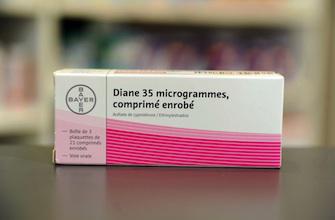 Diane 35 microgrammes,
comprimé enrobé
Acétate de cyprotérone / Ethinylestradiol
BAYER
BAYER
Boîte de 3
plaquettes de
21 comprimés
enrobés
Voie orale